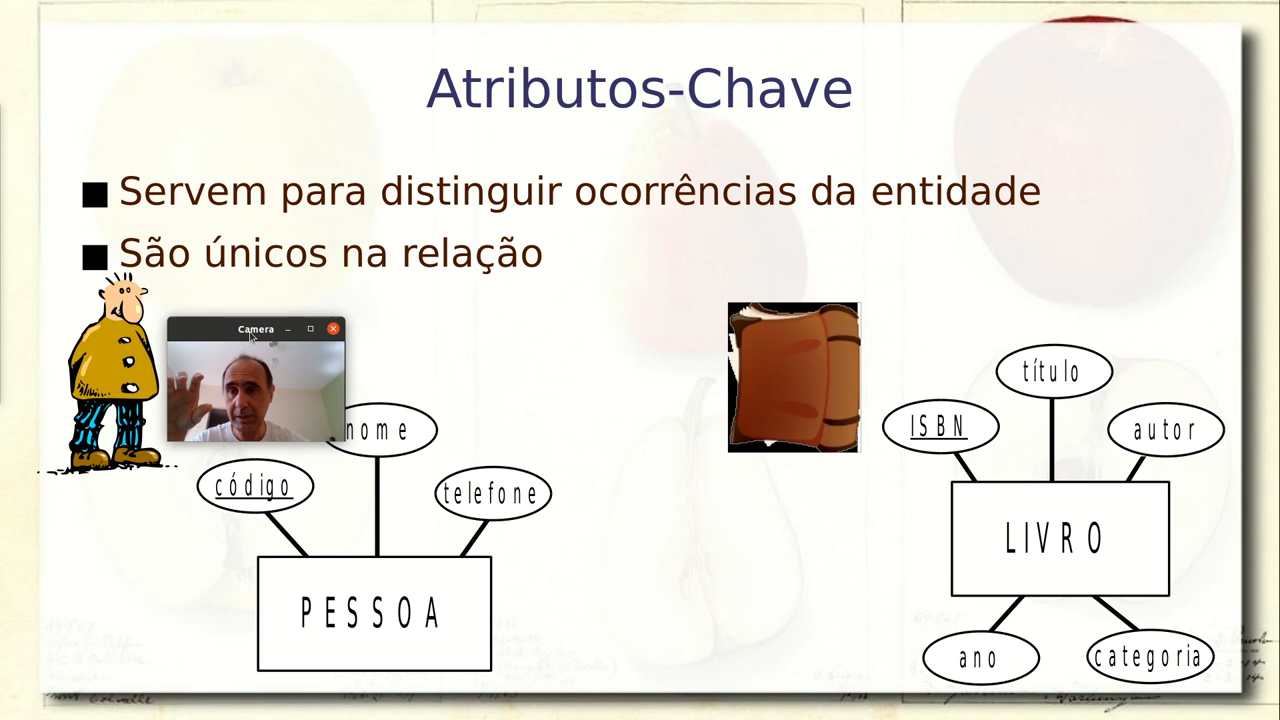 Atributos-Chave
Servem para distinguir ocorrências da entidade
São únicos na relação
Camera
título
ISBN
autor
nome
código
telefone
LIVRO
PESSOA
ano
categoria